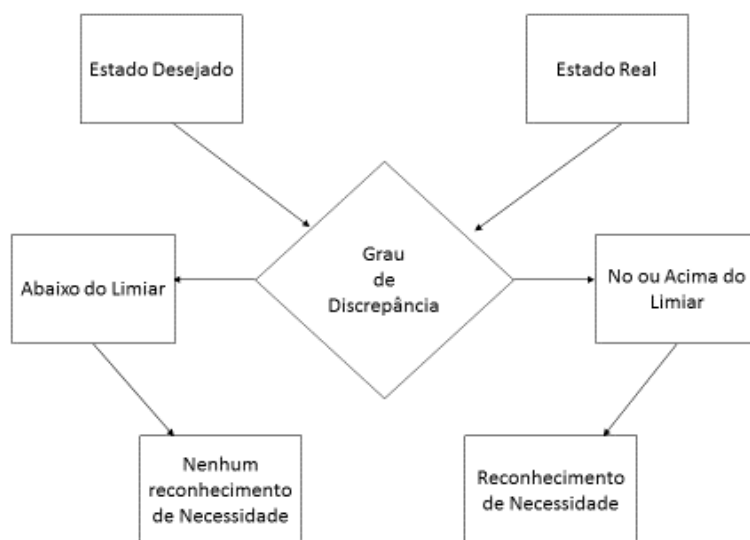 Estado Desejado
Estado Real
Grau
de
Discrepância
Abaixo do Limiar
No ou Acima do
Limiar
Nenhum
reconhecimento
de Necessidade
Reconhecimento
de Necessidade